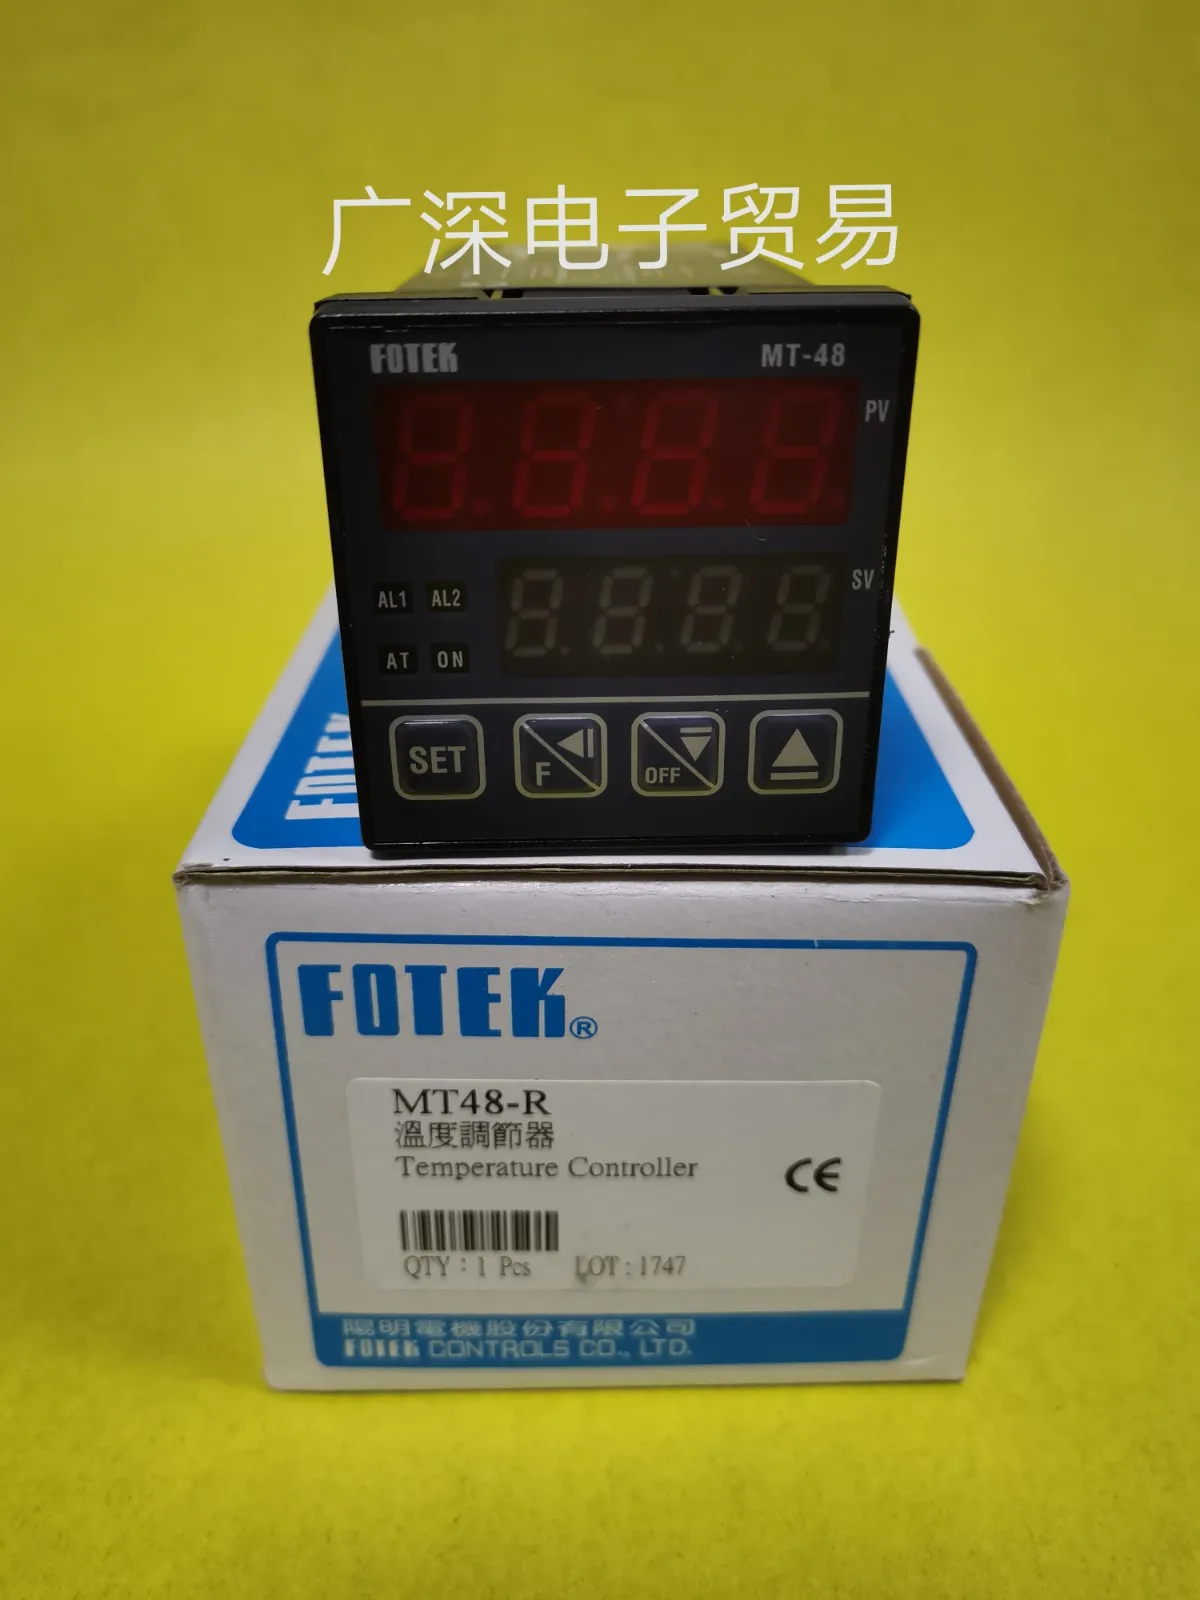 广深电子贸易
FOTEK MT-48
PV
SV
AL1 AL2
AT ON
SET F OFF
FOTEK
FOTEK®
MT48-R
溫度調節器
Temperature Controller
CE
QTY : 1 Pcs LOT : 1747
陽明電機股份有限公司
FOTEK CONTROLS CO., LTD.